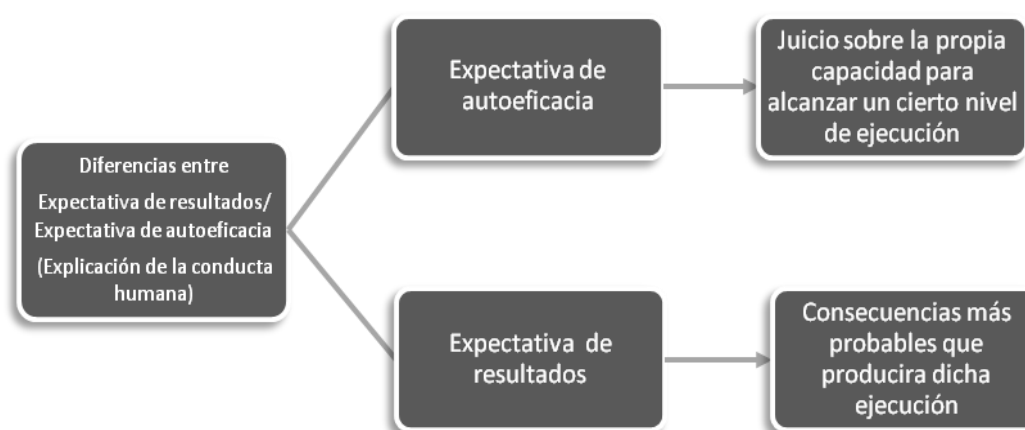 Diferencias entre
Expectativa de resultados/
Expectativa de autoeficacia
(Explicación de la conducta
humana)
Expectativa de
autoeficacia
Juicio sobre la propia
capacidad para
alcanzar un cierto nivel
de ejecución
Expectativa de
resultados
Consecuencias más
probables que
producira dicha
ejecución